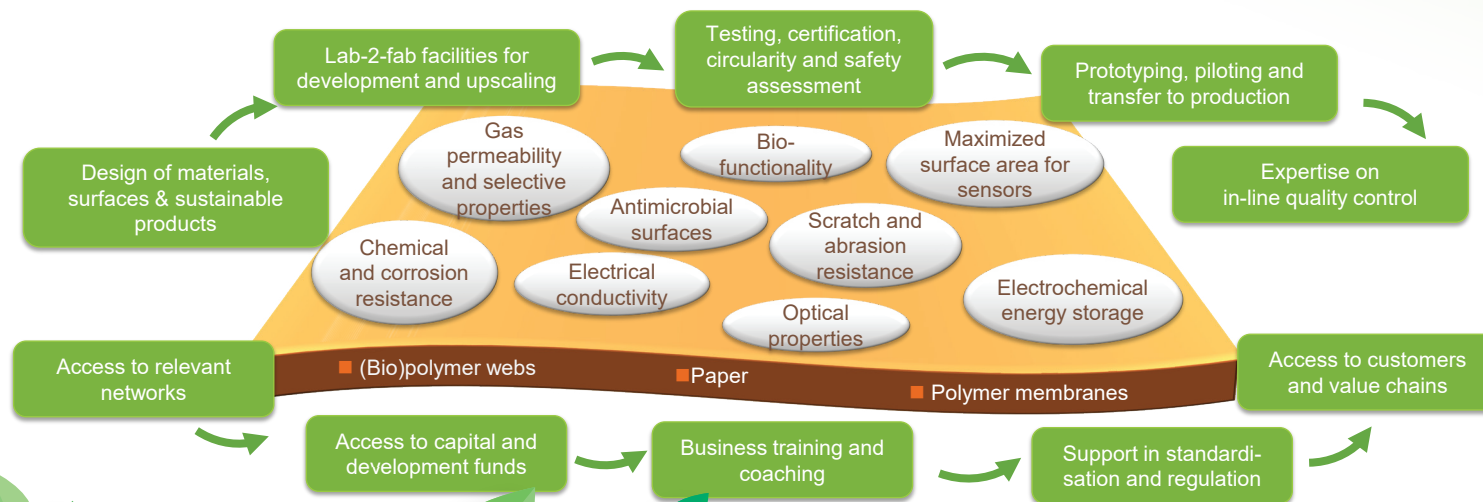 Lab-2-fab facilities for
development and upscaling
Testing, certification,
circularity and safety
assessment
Prototyping, piloting and
transfer to production
Design of materials,
surfaces & sustainable
products
Expertise on
in-line quality control
Gas
permeability
and selective
properties
Bio-
functionality
Maximized
surface area for
sensors
Antimicrobial
surfaces
Scratch and
abrasion
resistance
Chemical
and corrosion
resistance
Electrical
conductivity
Electrochemical
energy storage
Optical
properties
(Bio)polymer webs
Paper
Polymer membranes
Access to relevant
networks
Access to capital and
development funds
Business training and
coaching
Support in standardi-
sation and regulation
Access to customers
and value chains